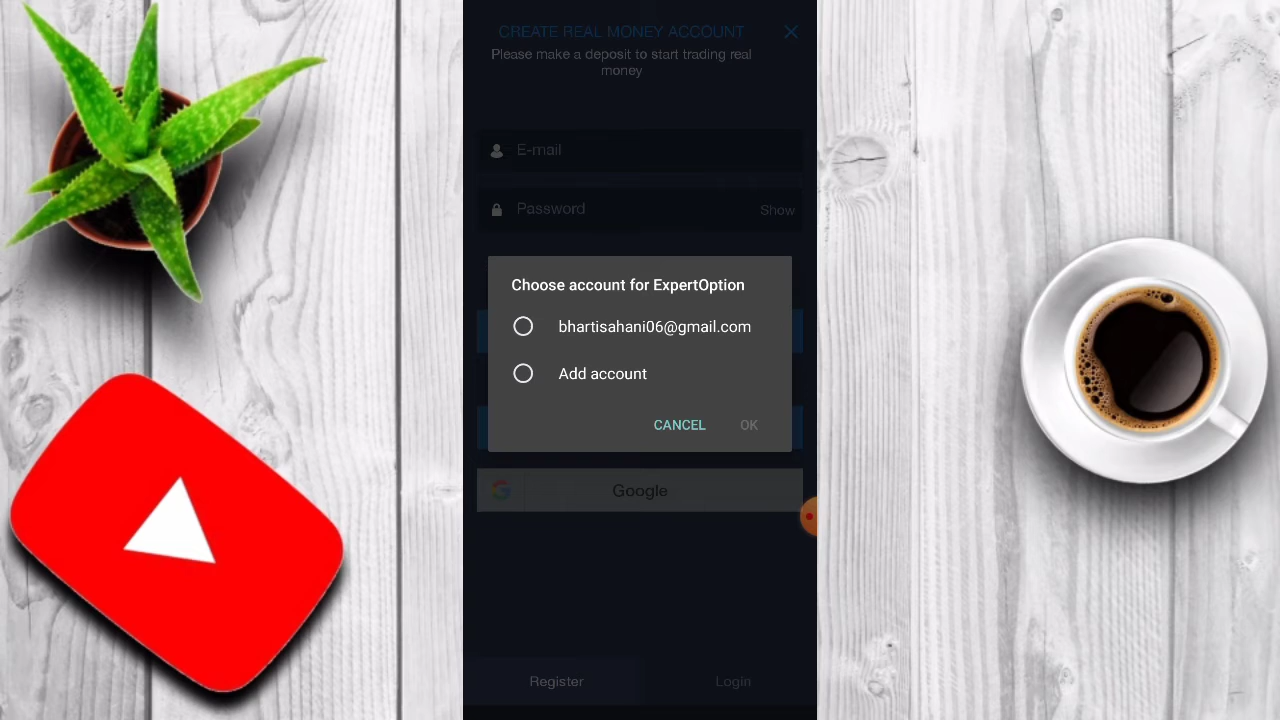 CREATE REAL MONEY ACCOUNT
Please make a deposit to start trading real
money
E-mail
Password
Show
Choose account for ExpertOption
bhartisahani06@gmail.com
Add account
CANCEL OK
Google
Register Login